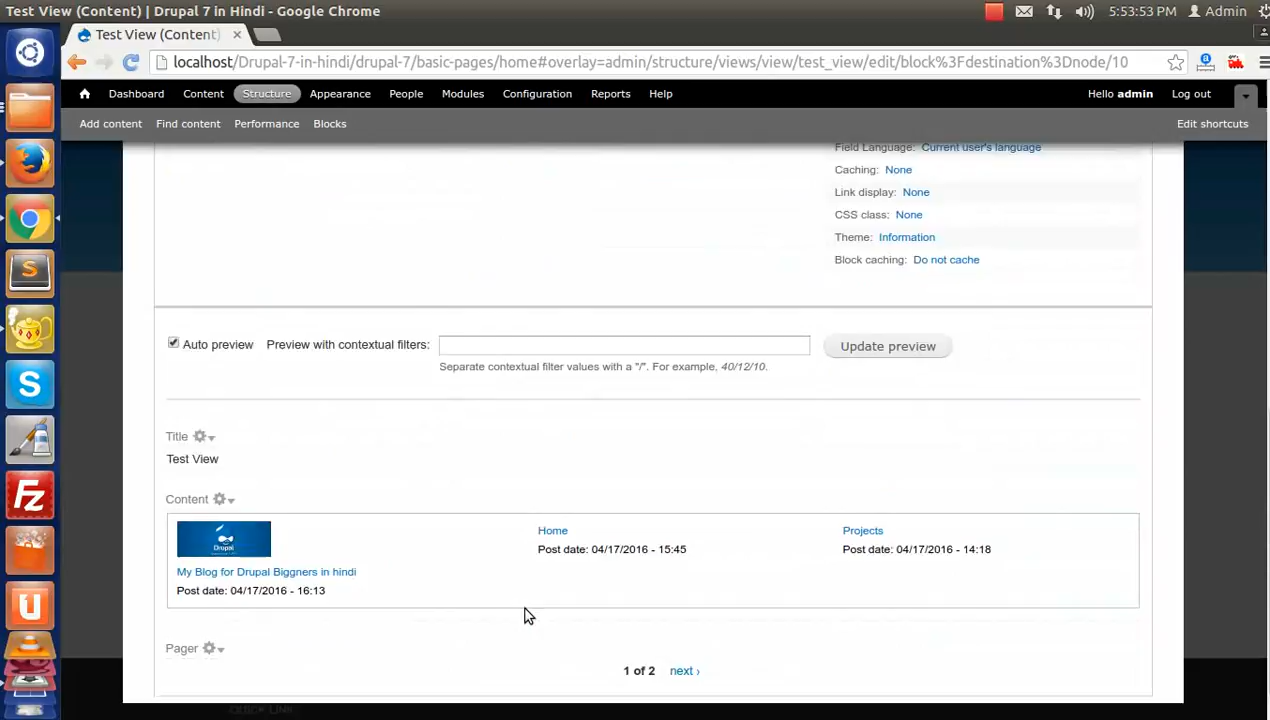 Test View (Content) | Drupal 7 in Hindi - Google Chrome
5:53:53 PM
Admin
Test View (Content)
localhost/Drupal-7-in-hindi/drupal-7/basic-pages/home#overlay=admin/structure/views/view/test_view/edit/block%3Fdestination%3Dnode/10
Dashboard Content Structure Appearance People Modules Configuration Reports Help
Hello admin Log out
Add content Find content Performance Blocks
Edit shortcuts
Field Language: Current user's language
Caching: None
Link display: None
CSS class: None
Theme: Information
Block caching: Do not cache
Auto preview Preview with contextual filters: Update preview
Separate contextual filter values with a "/". For example, 40/12/10.
Title
Test View
Content
Drupal
My Blog for Drupal Biggners in hindi
Post date: 04/17/2016 - 16:13
Home
Post date: 04/17/2016 - 15:45
Projects
Post date: 04/17/2016 - 14:18
Pager
1 of 2 next ›
QUICK LINK